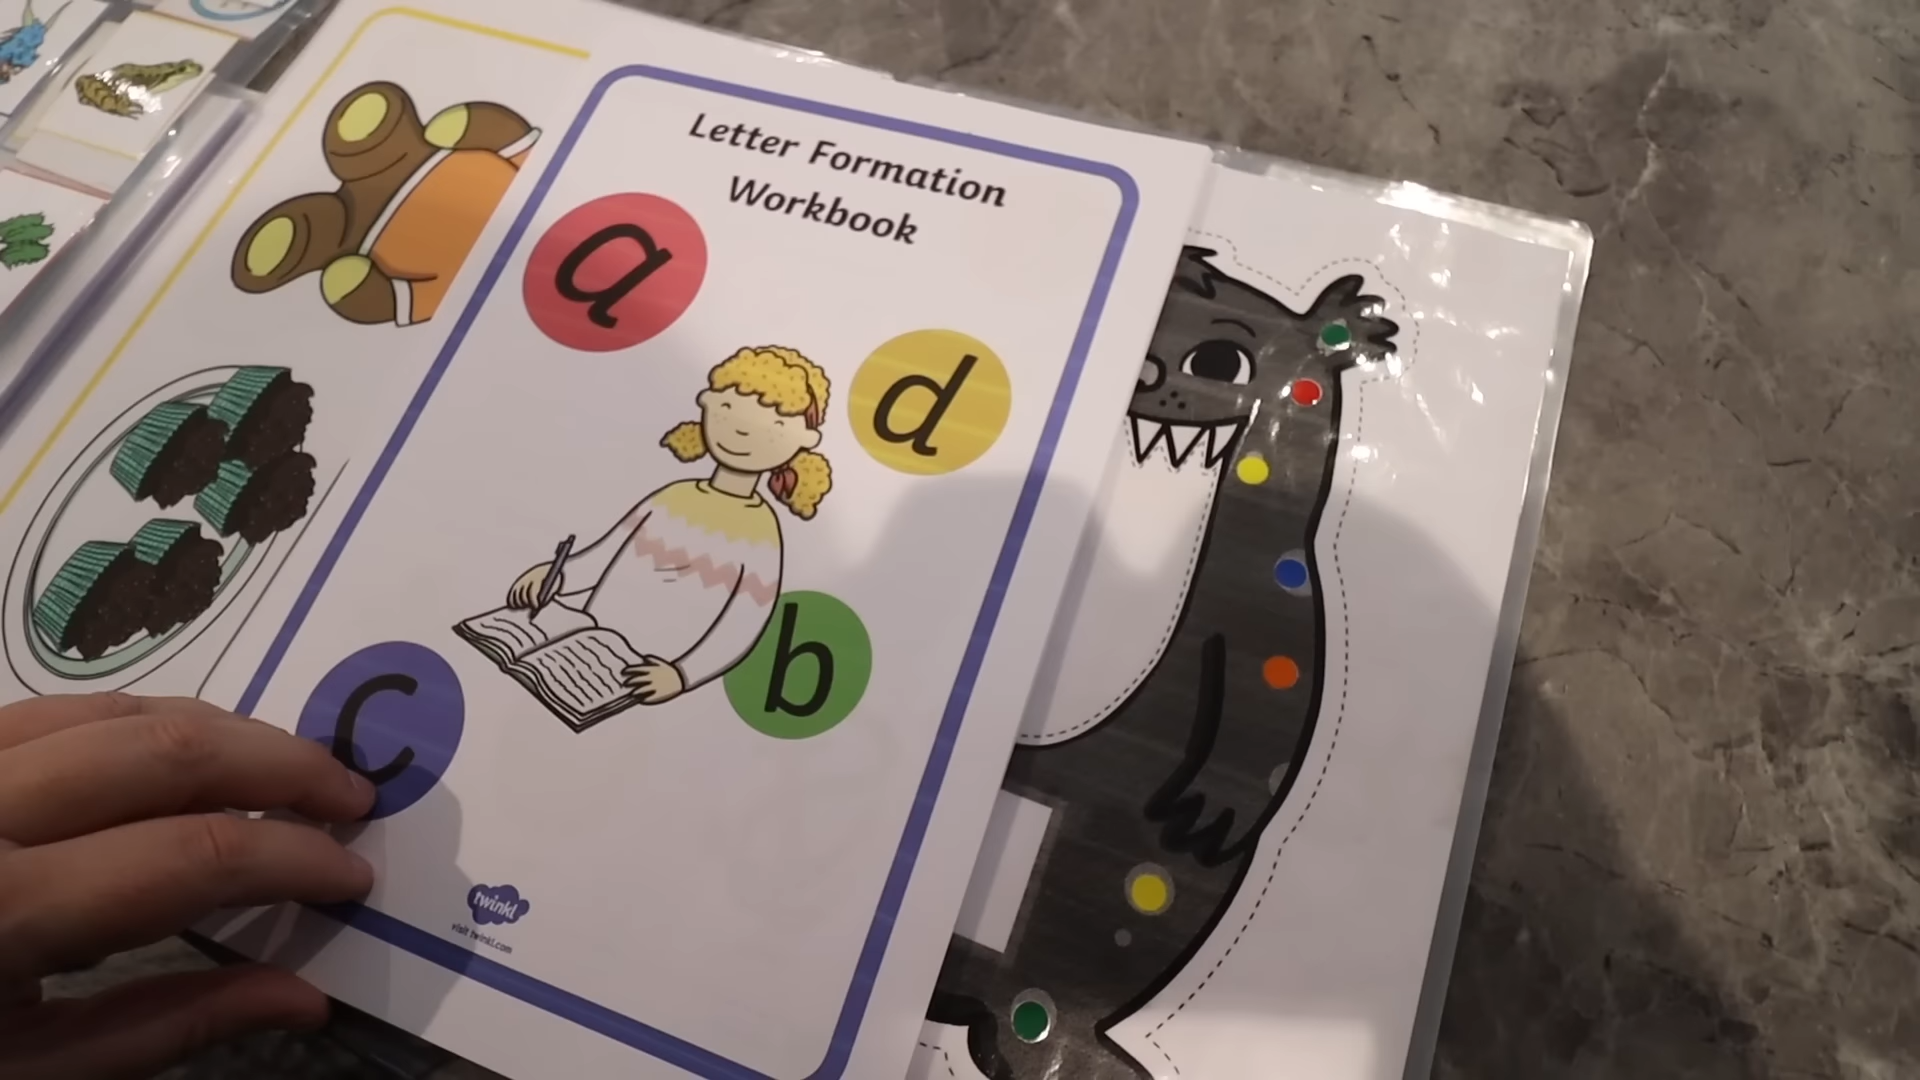 Letter Formation
Workbook
a
d
b
c
twinkl
visit twinkl.com